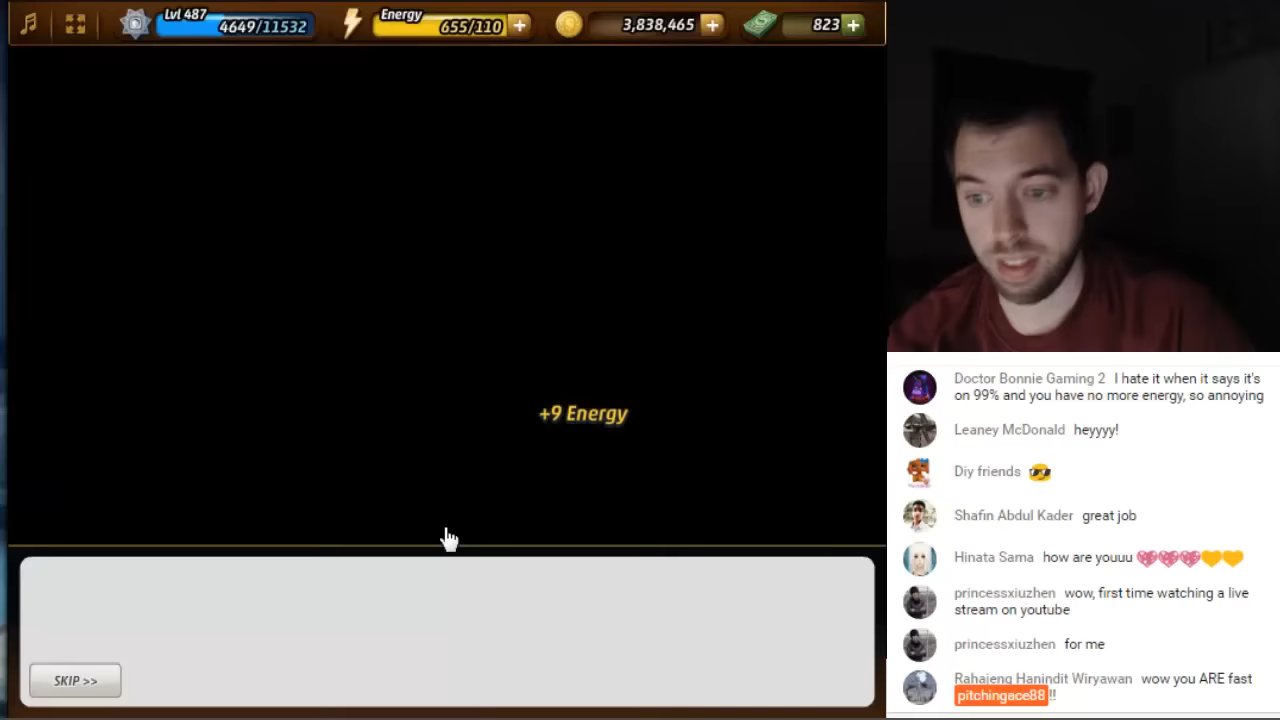 Lvl 487
4649/11532
Energy
655/110
3,838,465
823
+9 Energy
SKIP >>
Doctor Bonnie Gaming 2 I hate it when it says it's
on 99% and you have no more energy, so annoying
Leaney McDonald heyyyy!
Diy friends 😎
Shafin Abdul Kader great job
Hinata Sama how are youuu 💖💖💖💛💛
princessxiuzhen wow, first time watching a live
stream on youtube
princessxiuzhen for me
Rahajeng Hanindit Wiryawan wow you ARE fast
pitchingace88 !!